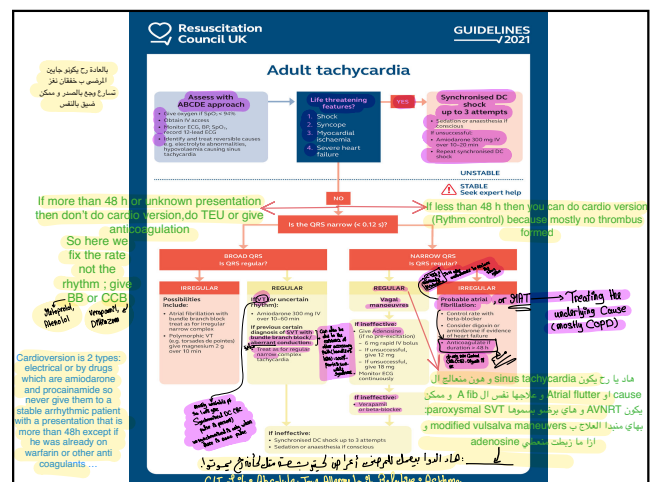 Resuscitation
Council UK
GUIDELINES
2021
Adult tachycardia
بالعادة رح يكونو جايين
المرضى ب خفقان نغز
تسارع وجع بالصدر و ممكن
ضيق بالنفس
Assess with
ABCDE approach
• Give oxygen if SpO₂ < 94%
• Obtain IV access
• Monitor ECG, BP, SpO₂,
record 12-lead ECG
• Identify and treat reversible causes
e.g. electrolyte abnormalities,
hypovolaemia causing sinus
tachycardia
Life threatening
features?
1. Shock
2. Syncope
3. Myocardial
ischaemia
4. Severe heart
failure
YES
Synchronised DC
shock
up to 3 attempts
• Sedation or anaesthesia if
conscious
If unsuccessful:
• Amiodarone 300 mg IV
over 10–20 min
• Repeat synchronised DC
shock
UNSTABLE
STABLE
Seek expert help
NO
If more than 48 h or unknown presentation
then don't do cardio version,do TEU or give
anticoagulation
So here we
fix the rate
not the
rhythm ; give
BB or CCB
If less than 48 h then you can do cardio version
(Rythm control) because mostly no thrombus
formed
Is the QRS narrow (< 0.12 s)?
BROAD QRS
Is QRS regular?
NARROW QRS
Is QRS regular?
IRREGULAR
Possibilities
include:
• Atrial fibrillation with
bundle branch block
treat as for irregular
narrow complex
• Polymorphic VT
(e.g. torsades de pointes)
give magnesium 2 g
over 10 min
REGULAR
If VT (or uncertain
rhythm):
• Amiodarone 300 mg IV
over 10–60 min
If previous certain
diagnosis of SVT with
bundle branch block/
aberrant conduction:
• Treat as for regular
narrow complex
tachycardia
REGULAR
Vagal
manoeuvres
If ineffective:
• Give Adenosine
(if no pre-excitation)
– 6 mg rapid IV bolus
– If unsuccessful,
give 12 mg
– If unsuccessful,
give 18 mg
• Monitor ECG
continuously
If ineffective:
• Verapamil
or beta-blocker
IRREGULAR
Probable atrial
fibrillation:
• Control rate with
beta-blocker
• Consider digoxin or
amiodarone if evidence
of heart failure
• Anticoagulate if
duration > 48 h
, or MAT → Treating the
underlying Cause
(mostly COPD)
If ineffective:
• Synchronised DC shock up to 3 attempts
• Sedation or anaesthesia if conscious
Cardioversion is 2 types:
electrical or by drugs
which are amiodarone
and procainamide so
never give them to a
stable arrhythmic patient
with a presentation that is
more than 48h except if
he was already on
warfarin or other anti
coagulants ...
هاد يا رح يكون sinus tachycardia و هون منعالج ال
cause او Atrial flutter و علاجها نفس ال A fib و ممكن
يكون AVNRT و هاي برضو بسموها paroxysmal SVT:
بهاي منبدا العلاج ب modified vulsalva maneuvers و
ازا ما زبطت منعطي adenosine